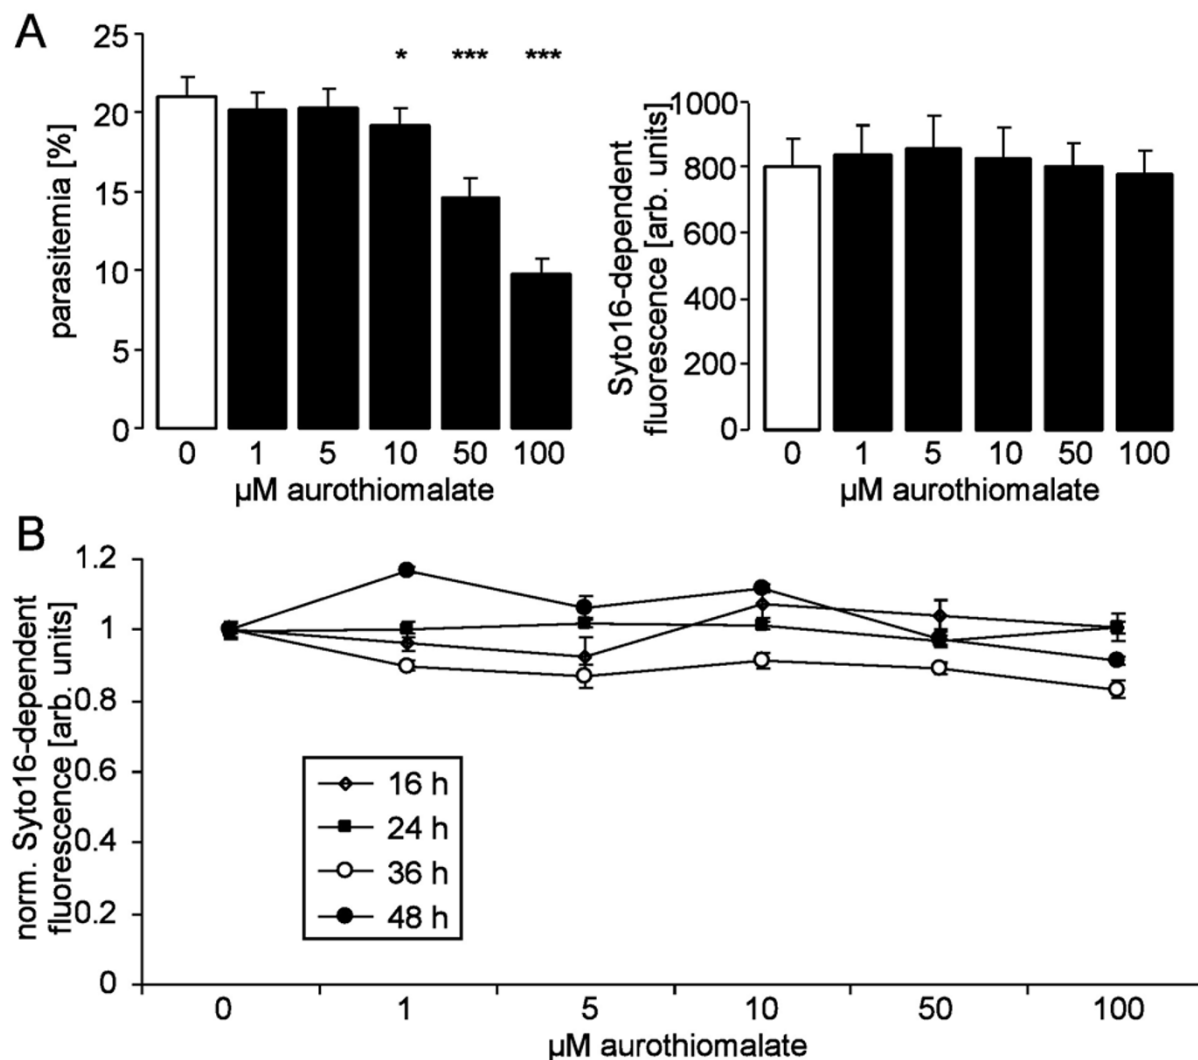 A
parasitemia [%]
25
20
15
10
5
0
* *** ***
0 1 5 10 50 100
µM aurothiomalate
Syto16-dependent
fluorescence [arb. units]
1000
800
600
400
200
0
0 1 5 10 50 100
µM aurothiomalate
B
norm. Syto16-dependent
fluorescence [arb. units]
1.2
1
0.8
0.6
0.4
0.2
0
16 h
24 h
36 h
48 h
0 1 5 10 50 100
µM aurothiomalate